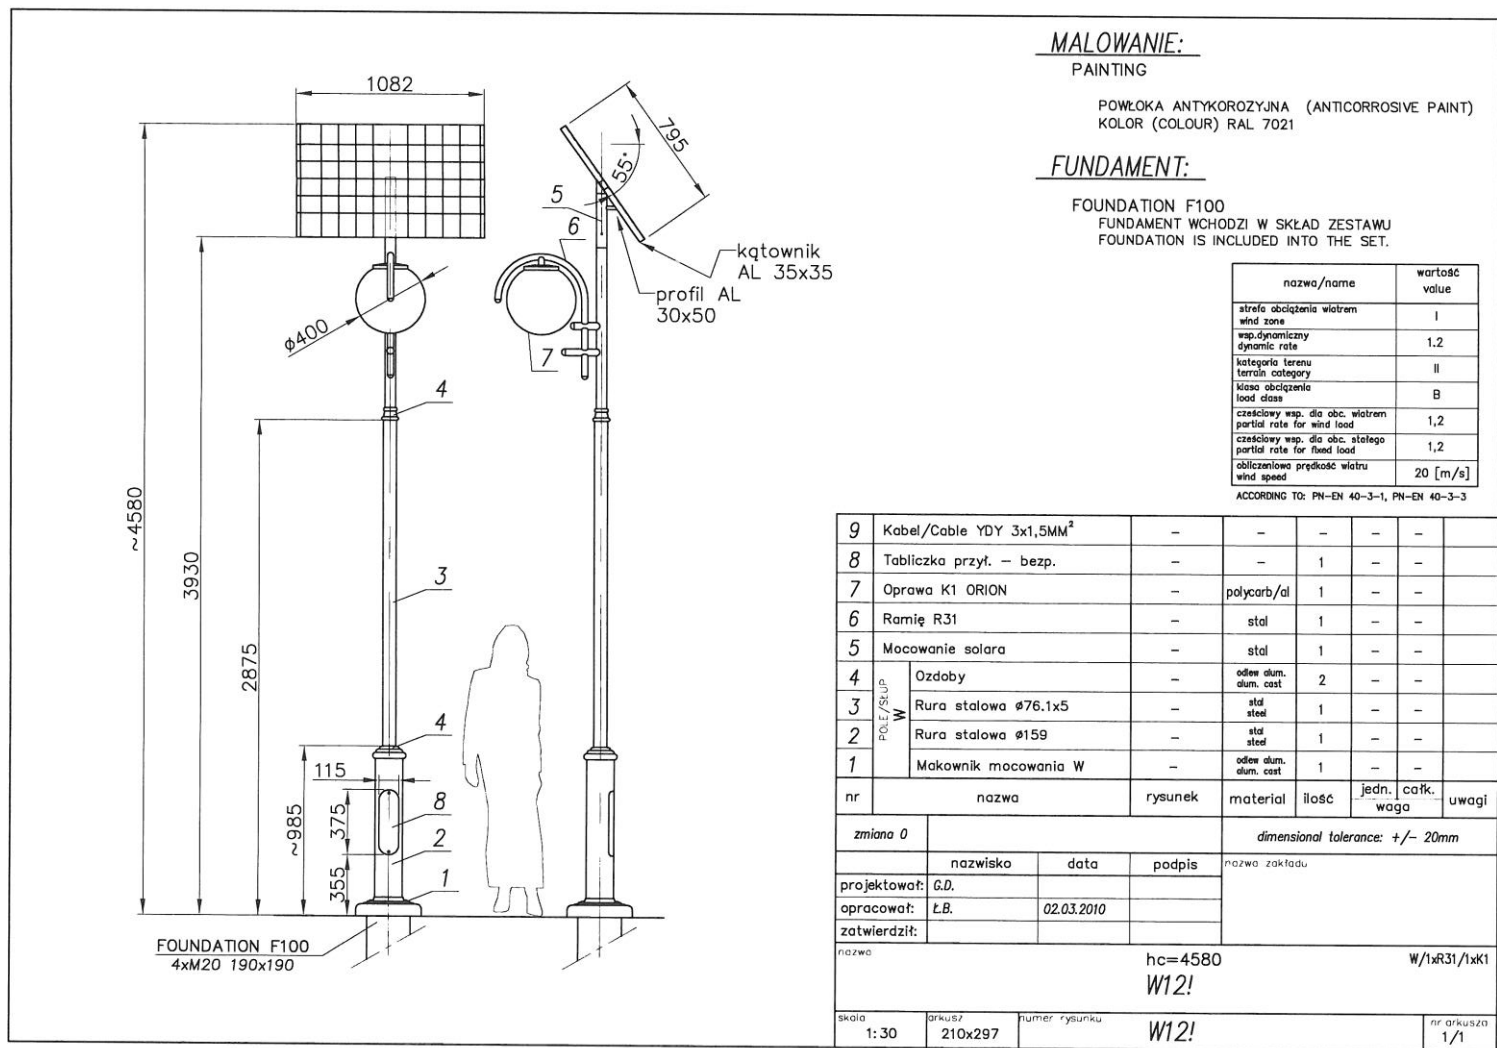 1082
795
55°
5
6
kątownik
AL 35x35
profil AL
30x50
ø400
7
4
~4580
3930
2875
3
4
115
375
8
~985
2
355
1
FOUNDATION F100
4xM20 190x190
MALOWANIE:
PAINTING
POWŁOKA ANTYKOROZYJNA (ANTICORROSIVE PAINT)
KOLOR (COLOUR) RAL 7021
FUNDAMENT:
FOUNDATION F100
FUNDAMENT WCHODZI W SKŁAD ZESTAWU
FOUNDATION IS INCLUDED INTO THE SET.
nazwa/name wartość
value
strefa obciążenia wiatrem
wind zone I
wsp.dynamiczny
dynamic rate 1.2
kategoria terenu
terrain category II
klasa obciążenia
load class B
cześciowy wsp. dla obc. wiatrem
partial rate for wind load 1,2
cześciowy wsp. dla obc. stałego
partial rate for fixed load 1,2
obliczeniowa prędkość wiatru
wind speed 20 [m/s]
ACCORDING TO: PN-EN 40-3-1, PN-EN 40-3-3
9 Kabel/Cable YDY 3x1,5MM² - - - - -
8 Tabliczka przył. - bezp. - - 1 - -
7 Oprawa K1 ORION - polycarb/al 1 - -
6 Ramię R31 - stal 1 - -
5 Mocowanie solara - stal 1 - -
POLE/SŁUP
W
4 Ozdoby - odlew alum.
alum. cast 2 - -
3 Rura stalowa ø76.1x5 - stal
steel 1 - -
2 Rura stalowa ø159 - stal
steel 1 - -
1 Makownik mocowania W - odlew alum.
alum. cast 1 - -
nr nazwa rysunek material ilość jedn. całk.
waga uwagi
zmiana 0 dimensional tolerance: +/- 20mm
nazwisko data podpis nazwa zakładu
projektował: G.D.
opracował: Ł.B. 02.03.2010
zatwierdził:
nazwa hc=4580 W/1xR31/1xK1
W12!
skala arkusz numer rysunku nr arkusza
1:30 210x297 W12! 1/1